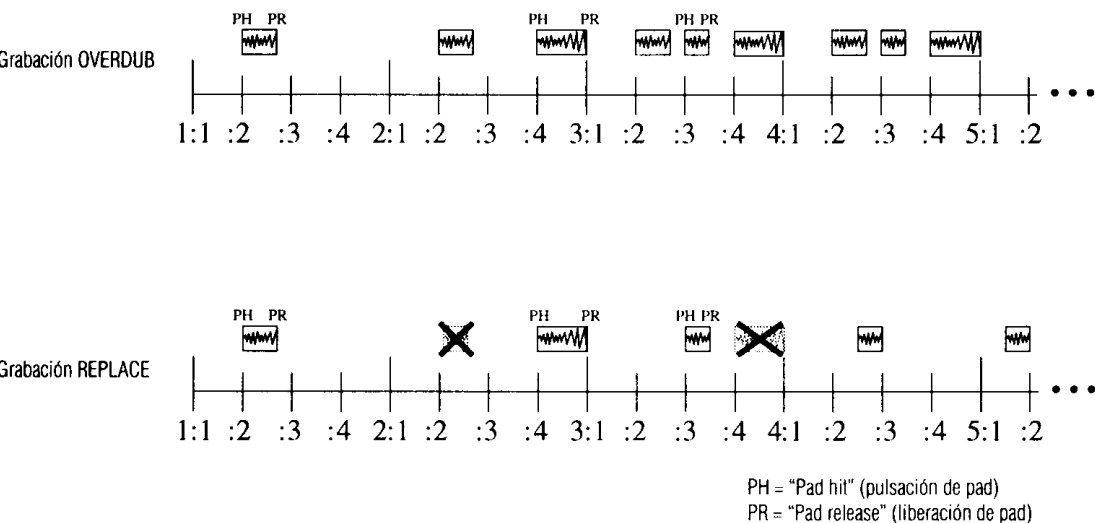 PH PR PH PR PH PR
Grabación OVERDUB
1:1 :2 :3 :4 2:1 :2 :3 :4 3:1 :2 :3 :4 4:1 :2 :3 :4 5:1 :2
PH PR PH PR PH PR
Grabación REPLACE
1:1 :2 :3 :4 2:1 :2 :3 :4 3:1 :2 :3 :4 4:1 :2 :3 :4 5:1 :2
PH = “Pad hit” (pulsación de pad)
PR = “Pad release” (liberación de pad)